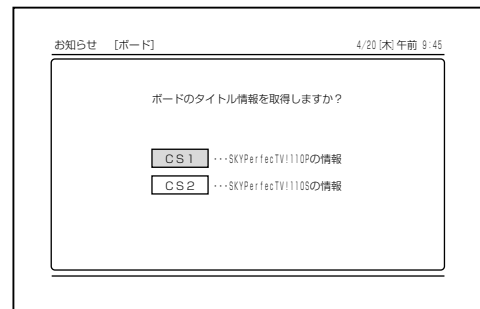 お知らせ [ボード] 4/20[木]午前 9:45
ボードのタイトル情報を取得しますか？
CS1 ···SKYPerfecTV!110Pの情報
CS2 ···SKYPerfecTV!110Sの情報